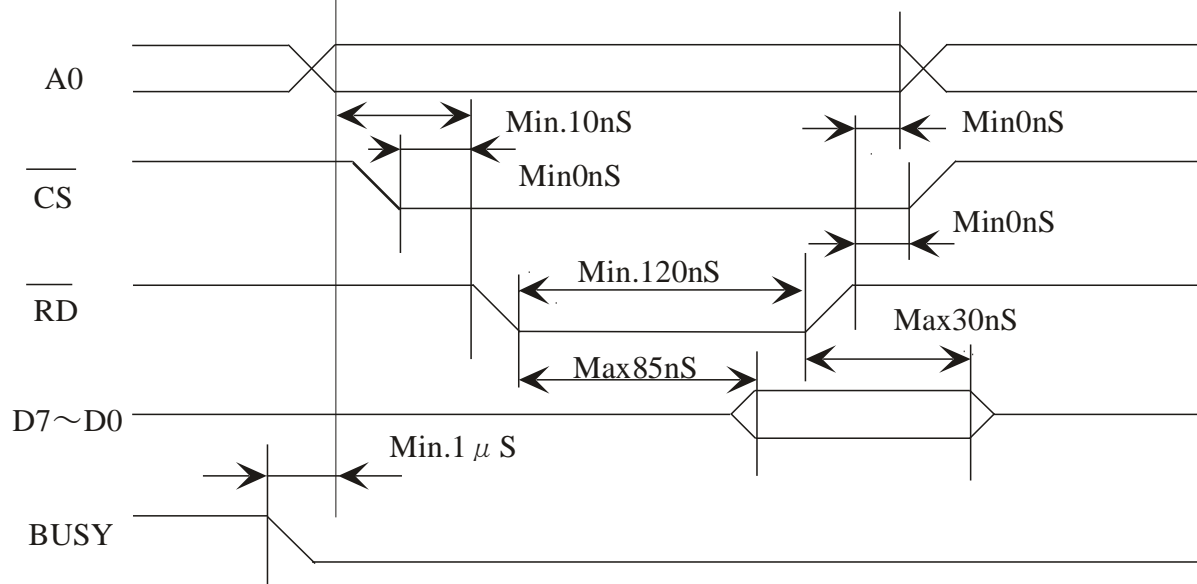 A0
Min.10nS
Min0nS
CS
Min0nS
Min0nS
RD
Min.120nS
Max30nS
Max85nS
D7～D0
Min.1 μ S
BUSY